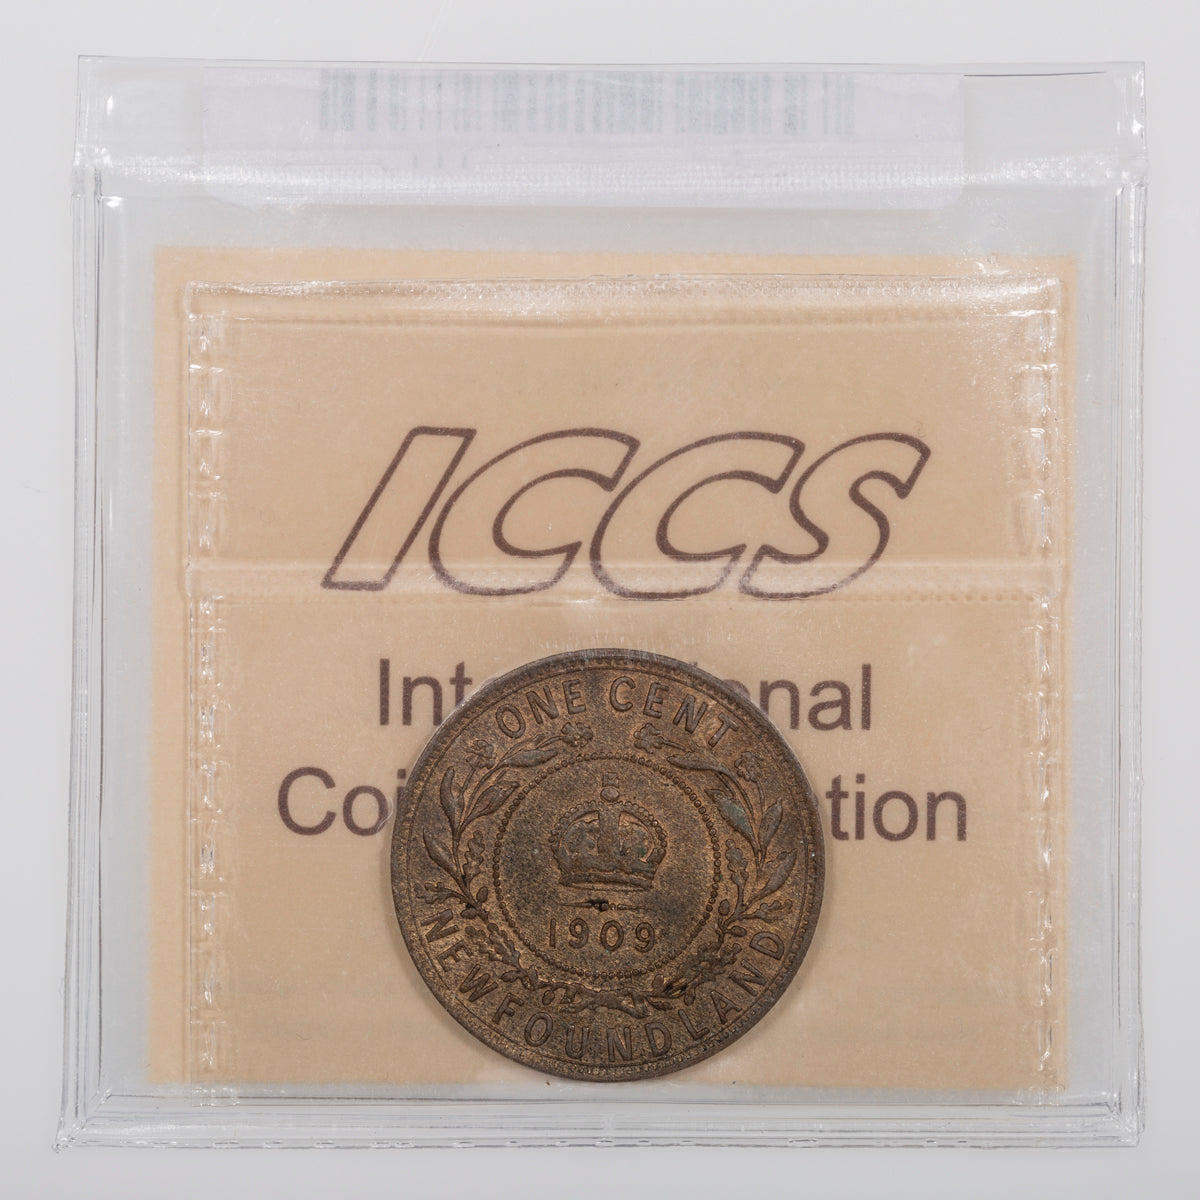 ICCS
Int onal
Coi tion
ONE CENT
1909
NEWFOUNDLAND